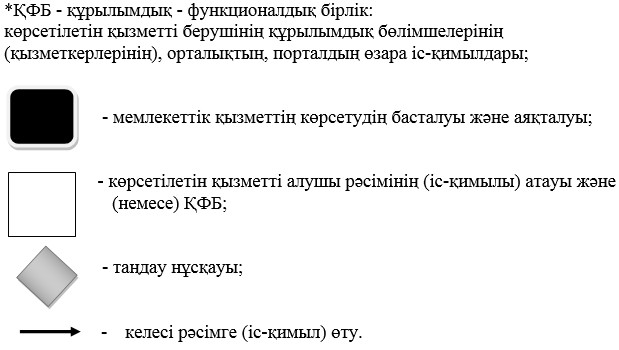 *ҚФБ - құрылымдық - функционалдық бірлік:
көрсетілетін қызметті берушінің құрылымдық бөлімшелерінің
(қызметкерлерінің), орталықтың, порталдың өзара іс-қимылдары;
- мемлекеттік қызметтің көрсетудің басталуы және аяқталуы;
- көрсетілетін қызметті алушы рәсімінің (іс-қимылы) атауы және
(немесе) ҚФБ;
- таңдау нұсқауы;
- келесі рәсімге (іс-қимыл) өту.